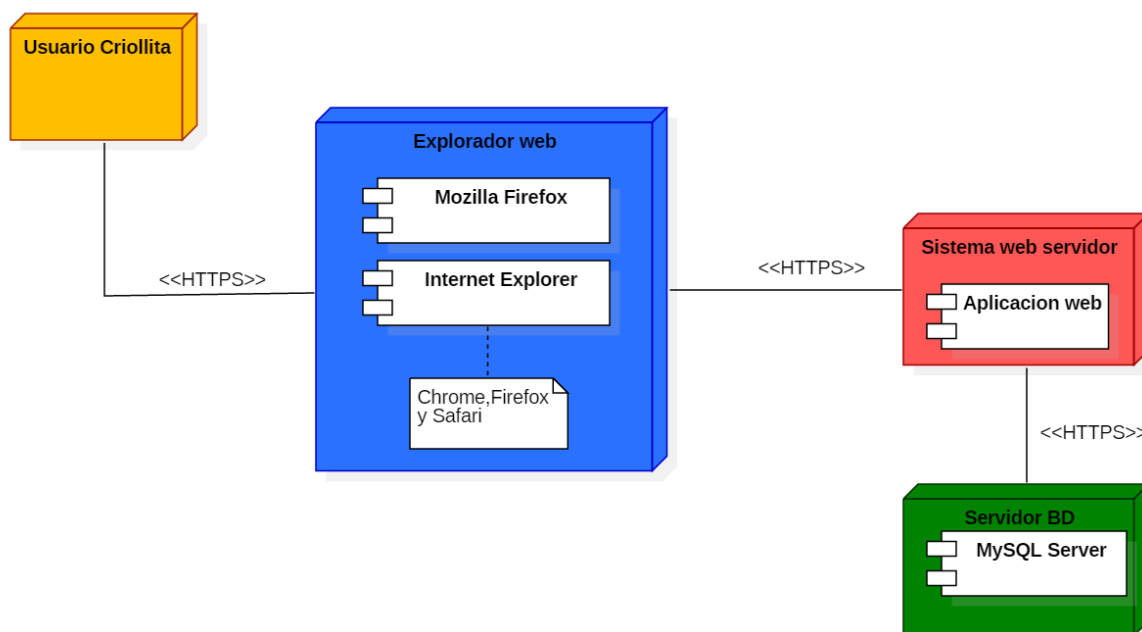 Usuario Criollita
Explorador web
Mozilla Firefox
Internet Explorer
Chrome,Firefox
y Safari
<<HTTPS>>
<<HTTPS>>
Sistema web servidor
Aplicacion web
<<HTTPS>>
Servidor BD
MySQL Server